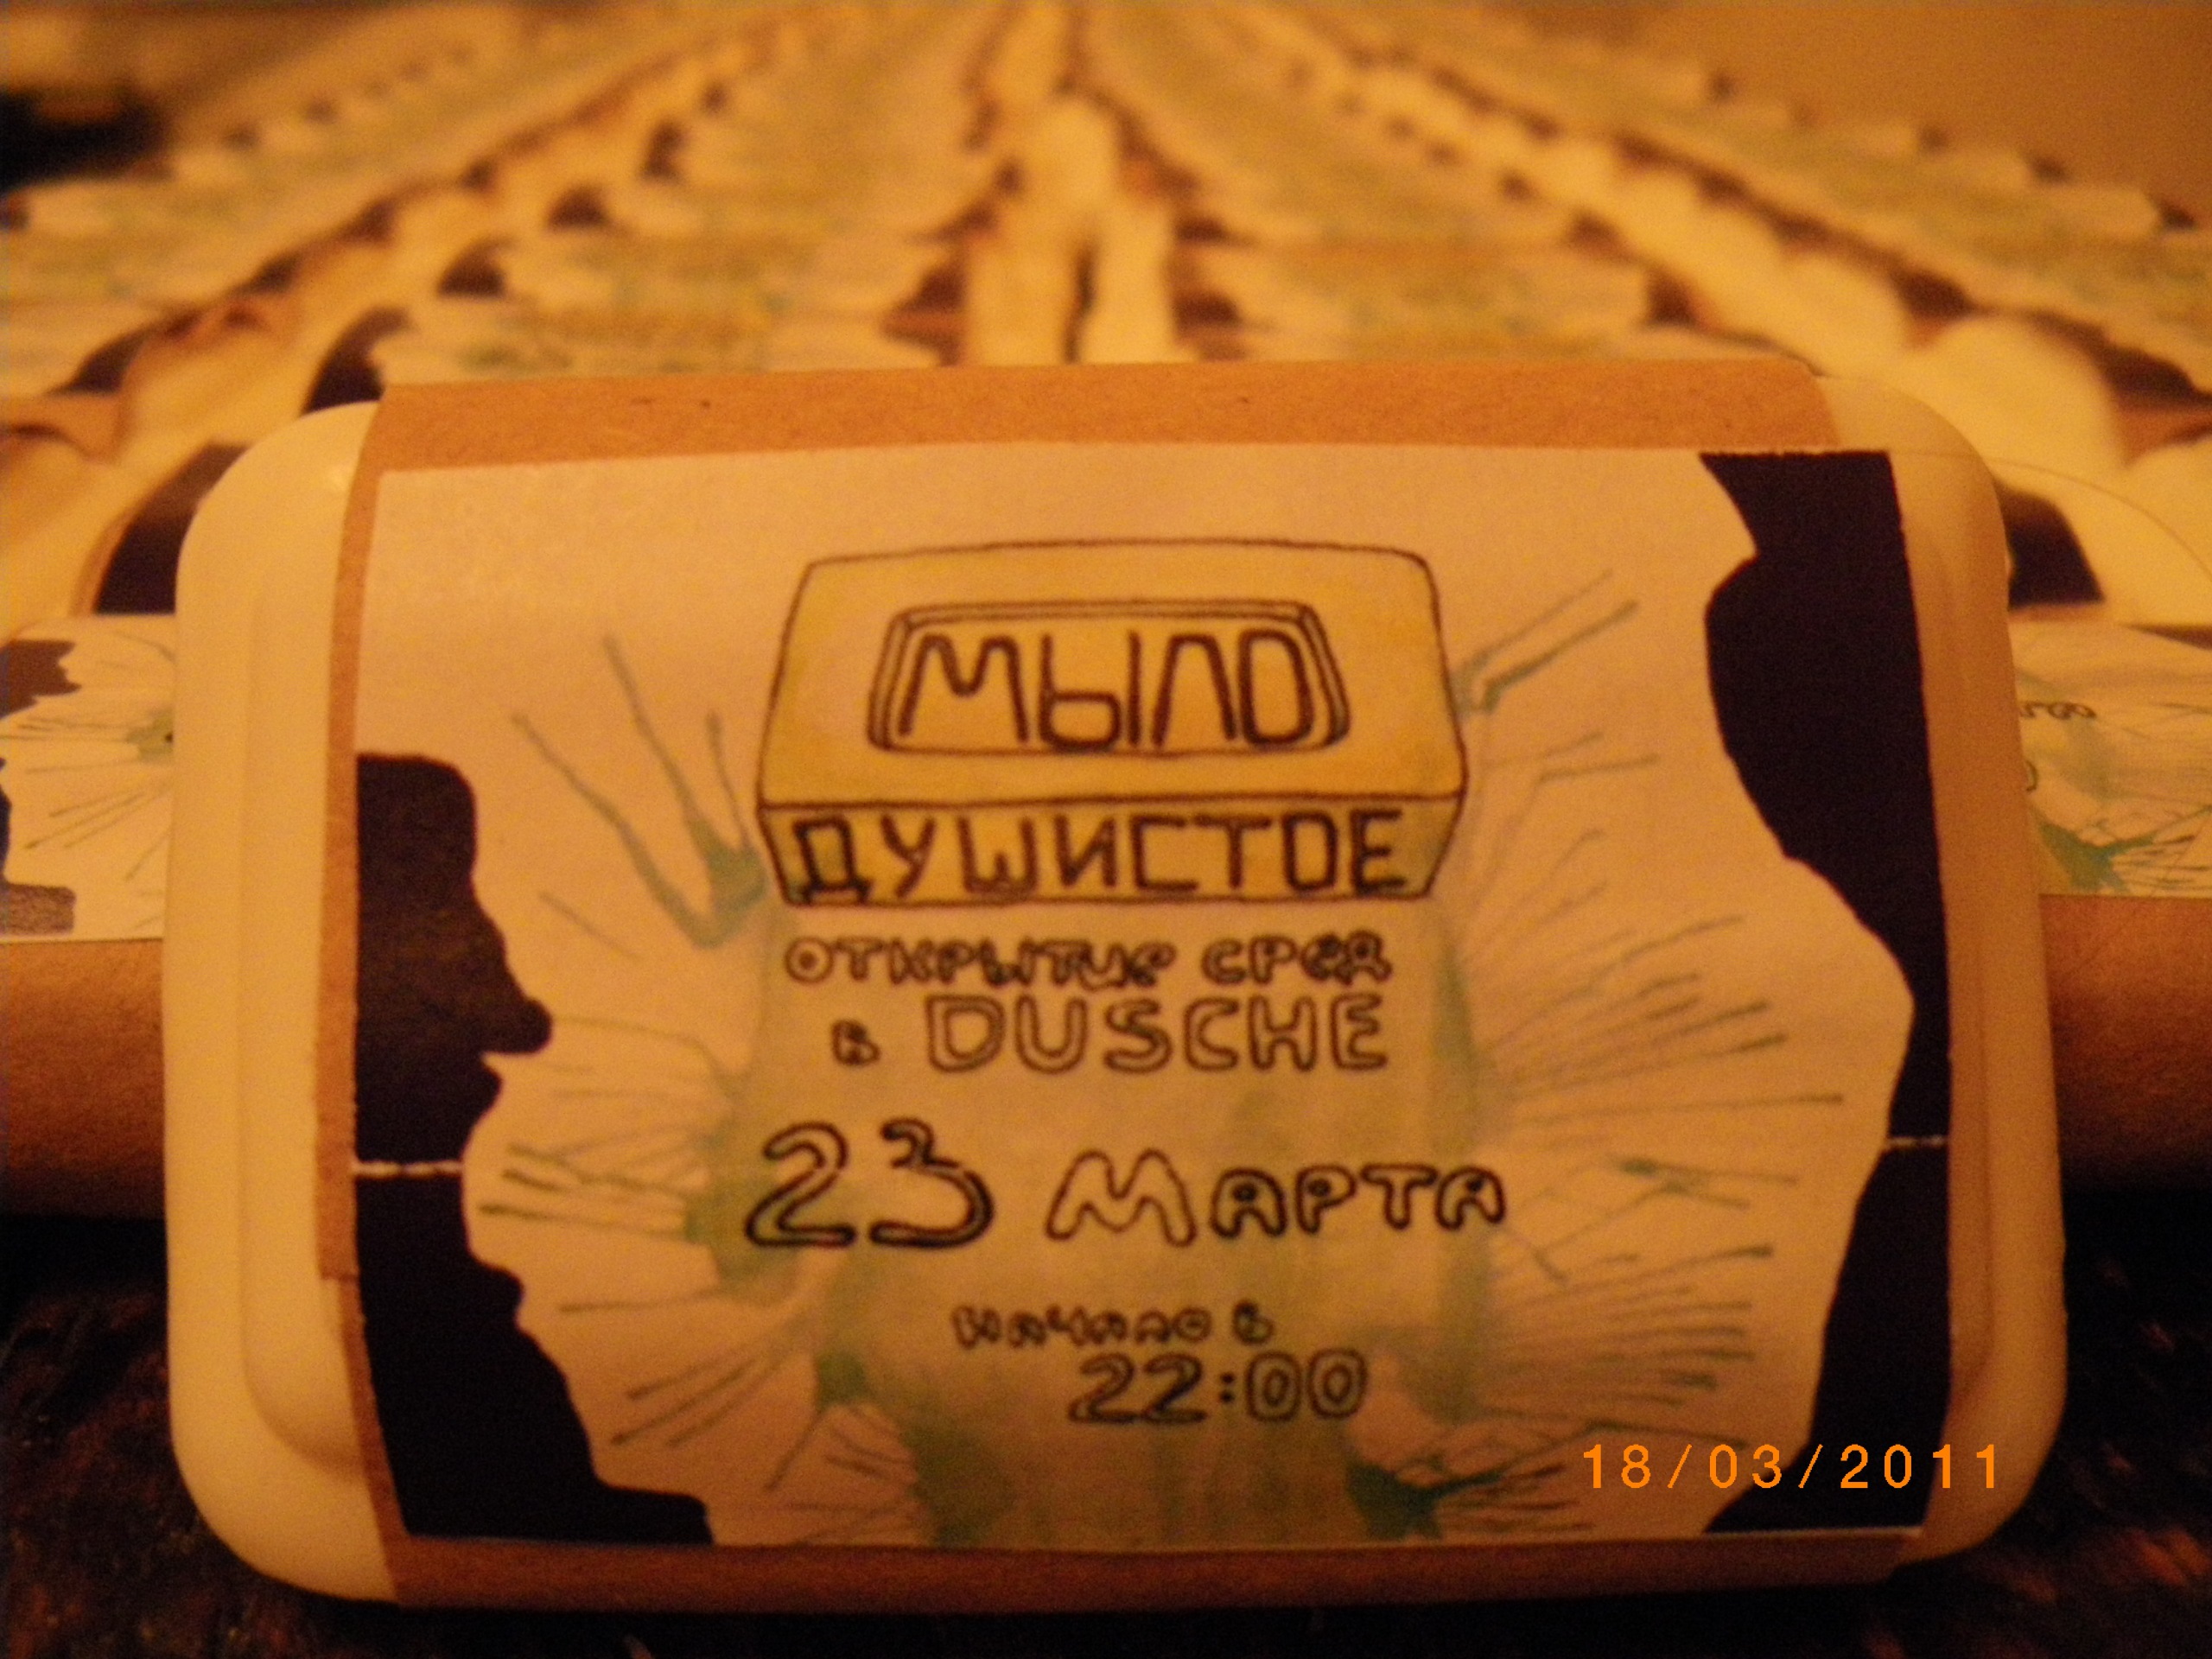 МЫЛО
ДУШИСТОЕ
ОТКРЫТИЕ СРЕД
в DUSCHE
23 МАРТА
НАЧАЛО в
22:00
18/03/2011